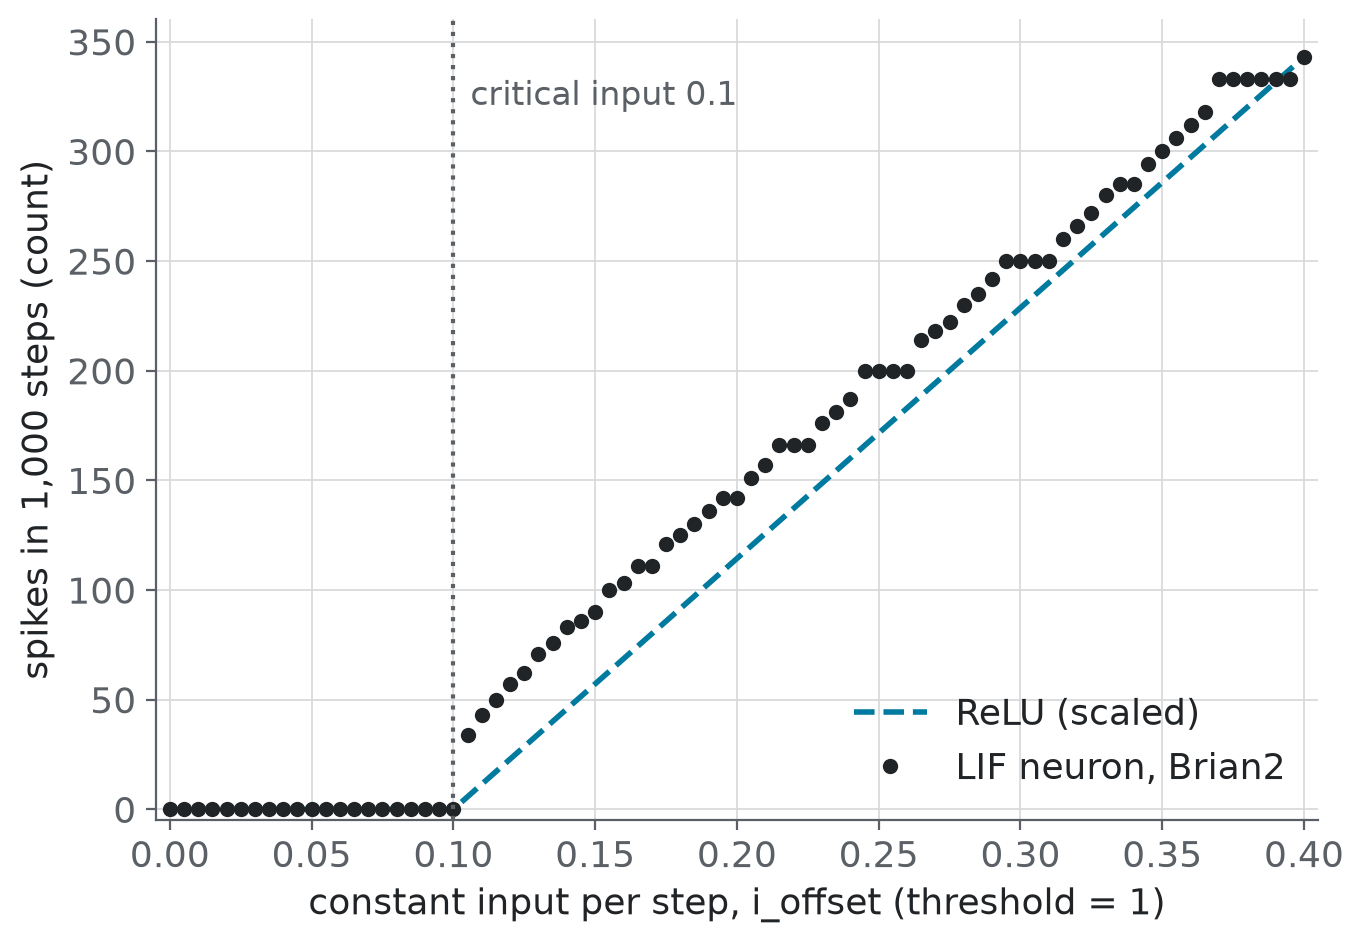 350
300
250
200
150
100
50
0
spikes in 1,000 steps (count)
critical input 0.1
ReLU (scaled)
LIF neuron, Brian2
0.00 0.05 0.10 0.15 0.20 0.25 0.30 0.35 0.40
constant input per step, i_offset (threshold = 1)